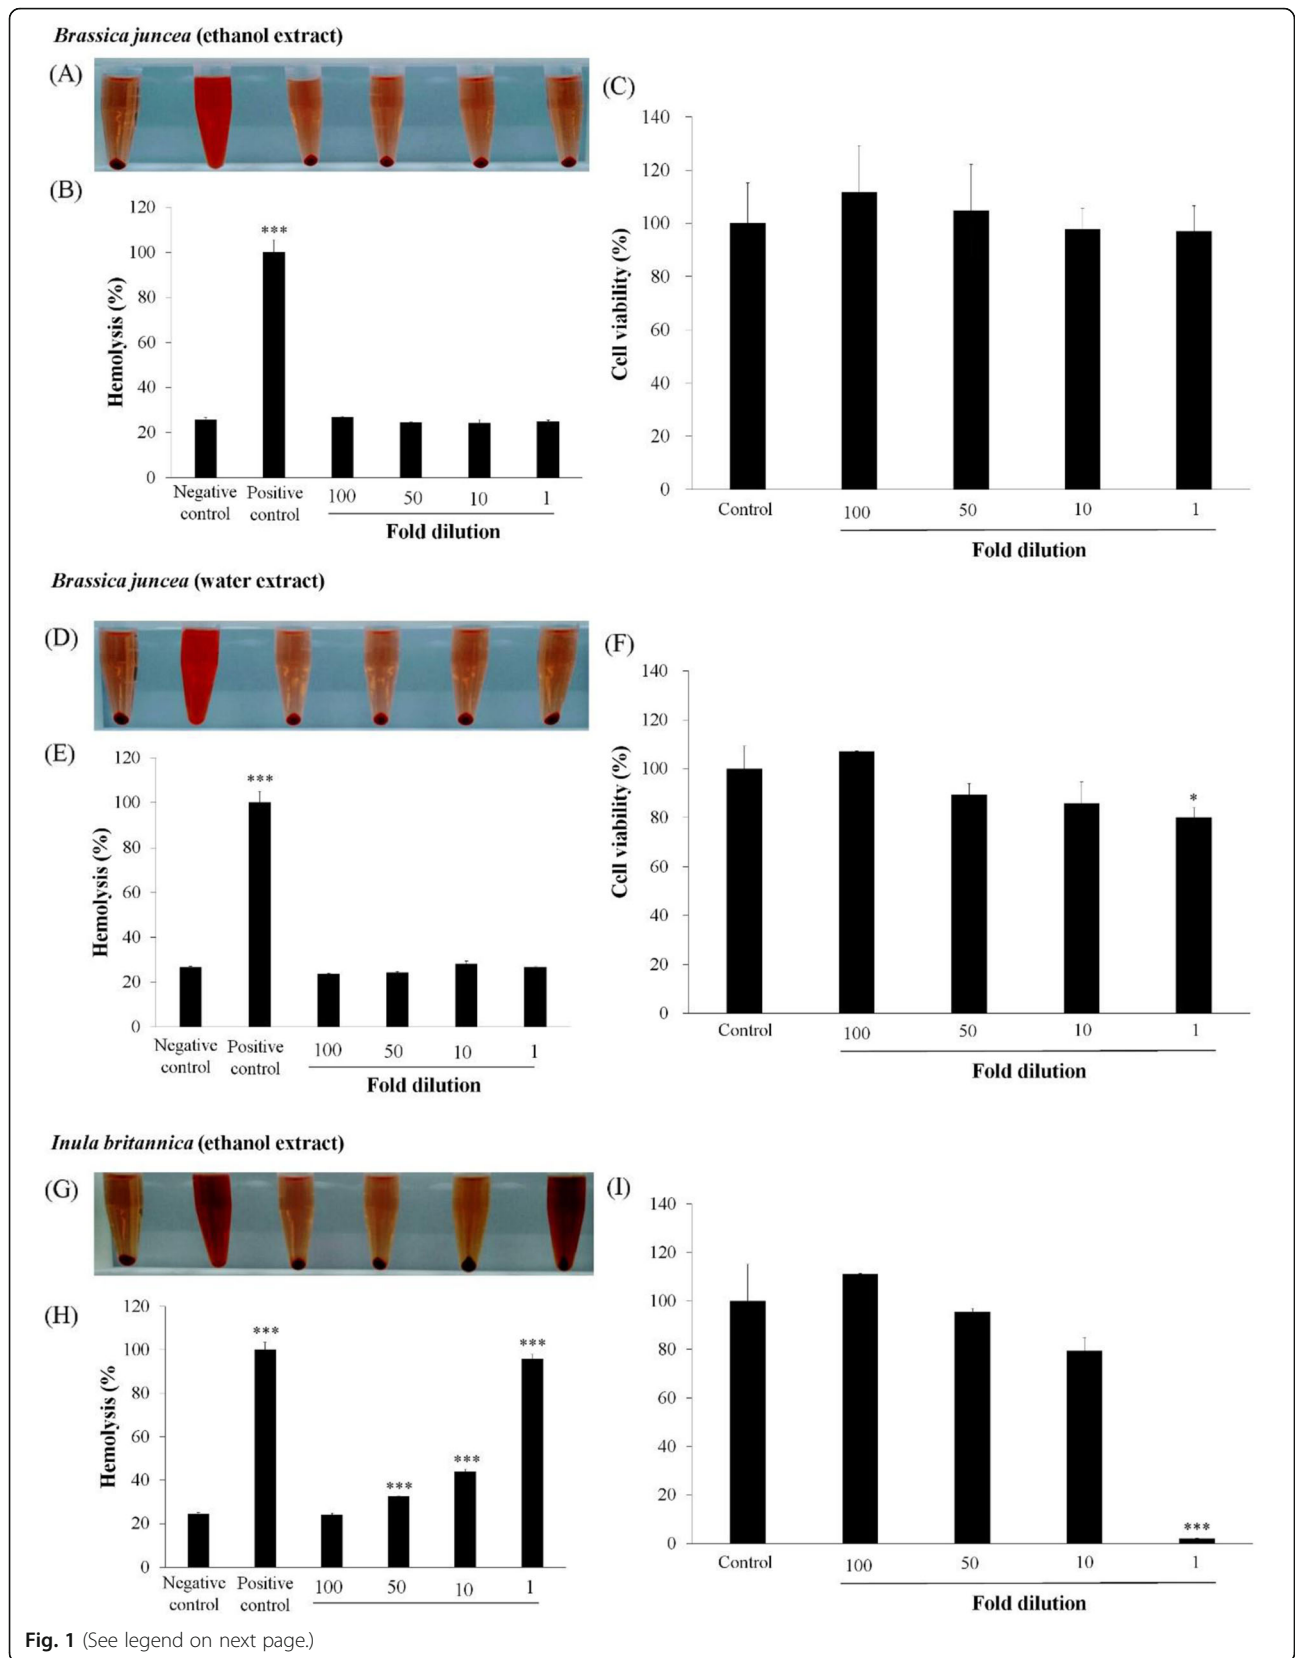 Brassica juncea (ethanol extract)
(A)
(B)
120
100
80
60
40
20
0
Hemolysis (%)
***
Negative control
Positive control
100
50
10
1
Fold dilution
(C)
140
120
100
80
60
40
20
0
Cell viability (%)
Control
100
50
10
1
Fold dilution
Brassica juncea (water extract)
(D)
(E)
120
100
80
60
40
20
0
Hemolysis (%)
***
Negative control
Positive control
100
50
10
1
Fold dilution
(F)
140
120
100
80
60
40
20
0
Cell viability (%)
*
Control
100
50
10
1
Fold dilution
Inula britannica (ethanol extract)
(G)
(H)
120
100
80
60
40
20
0
Hemolysis (%
***
***
***
***
Negative control
Positive control
100
50
10
1
(I)
140
120
100
80
60
40
20
0
***
Control
100
50
10
1
Fold dilution
Fig. 1 (See legend on next page.)